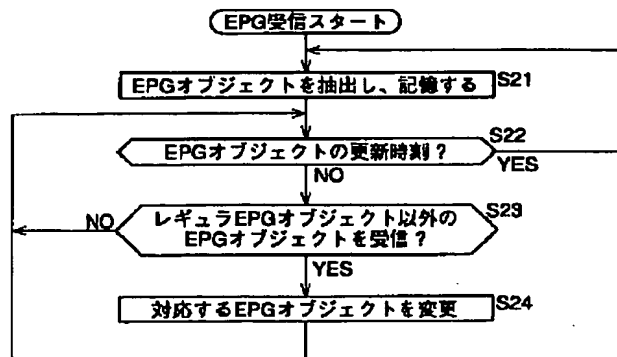 EPG受信スタート
EPGオブジェクトを抽出し、記憶する S21
S22
EPGオブジェクトの更新時刻？
YES
NO
S23
NO
レギュラEPGオブジェクト以外の
EPGオブジェクトを受信？
YES
対応するEPGオブジェクトを変更 S24